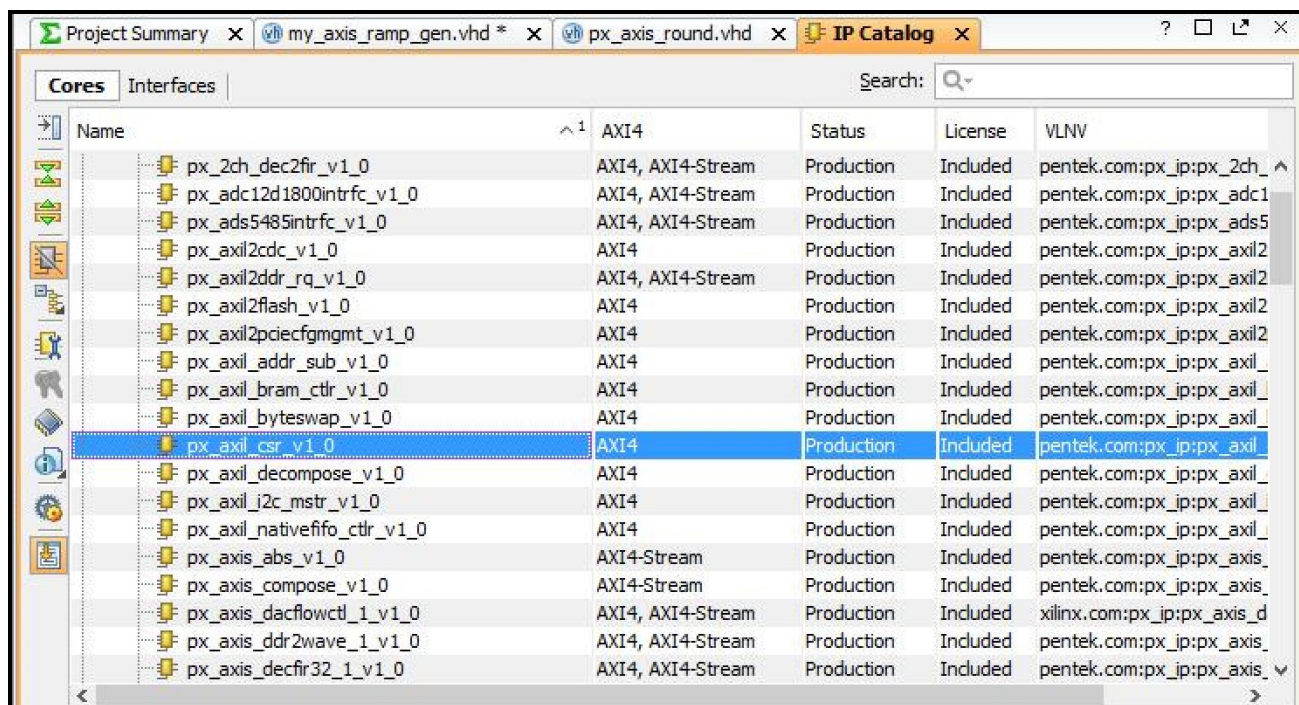 Project Summary X my_axis_ramp_gen.vhd * X px_axis_round.vhd X IP Catalog X ?
Cores Interfaces Search:
Name 1 AXI4 Status License VLNV
px_2ch_dec2fir_v1_0 AXI4, AXI4-Stream Production Included pentek.com:px_ip:px_2ch_
px_adc12d1800intrfc_v1_0 AXI4, AXI4-Stream Production Included pentek.com:px_ip:px_adc1
px_ads5485intrfc_v1_0 AXI4, AXI4-Stream Production Included pentek.com:px_ip:px_ads5
px_axil2cdc_v1_0 AXI4 Production Included pentek.com:px_ip:px_axil2
px_axil2ddr_rq_v1_0 AXI4, AXI4-Stream Production Included pentek.com:px_ip:px_axil2
px_axil2flash_v1_0 AXI4 Production Included pentek.com:px_ip:px_axil2
px_axil2pciecfgmgmt_v1_0 AXI4 Production Included pentek.com:px_ip:px_axil2
px_axil_addr_sub_v1_0 AXI4 Production Included pentek.com:px_ip:px_axil_
px_axil_bram_ctlr_v1_0 AXI4 Production Included pentek.com:px_ip:px_axil_
px_axil_byteswap_v1_0 AXI4 Production Included pentek.com:px_ip:px_axil_
px_axil_csr_v1_0 AXI4 Production Included pentek.com:px_ip:px_axil_
px_axil_decompose_v1_0 AXI4 Production Included pentek.com:px_ip:px_axil_
px_axil_i2c_mstr_v1_0 AXI4 Production Included pentek.com:px_ip:px_axil_
px_axil_nativefifo_ctlr_v1_0 AXI4 Production Included pentek.com:px_ip:px_axil_
px_axis_abs_v1_0 AXI4-Stream Production Included pentek.com:px_ip:px_axis_
px_axis_compose_v1_0 AXI4-Stream Production Included pentek.com:px_ip:px_axis_
px_axis_dacflowctl_1_v1_0 AXI4, AXI4-Stream Production Included xilinx.com:px_ip:px_axis_d
px_axis_ddr2wave_1_v1_0 AXI4, AXI4-Stream Production Included pentek.com:px_ip:px_axis_
px_axis_decfir32_1_v1_0 AXI4, AXI4-Stream Production Included pentek.com:px_ip:px_axis_